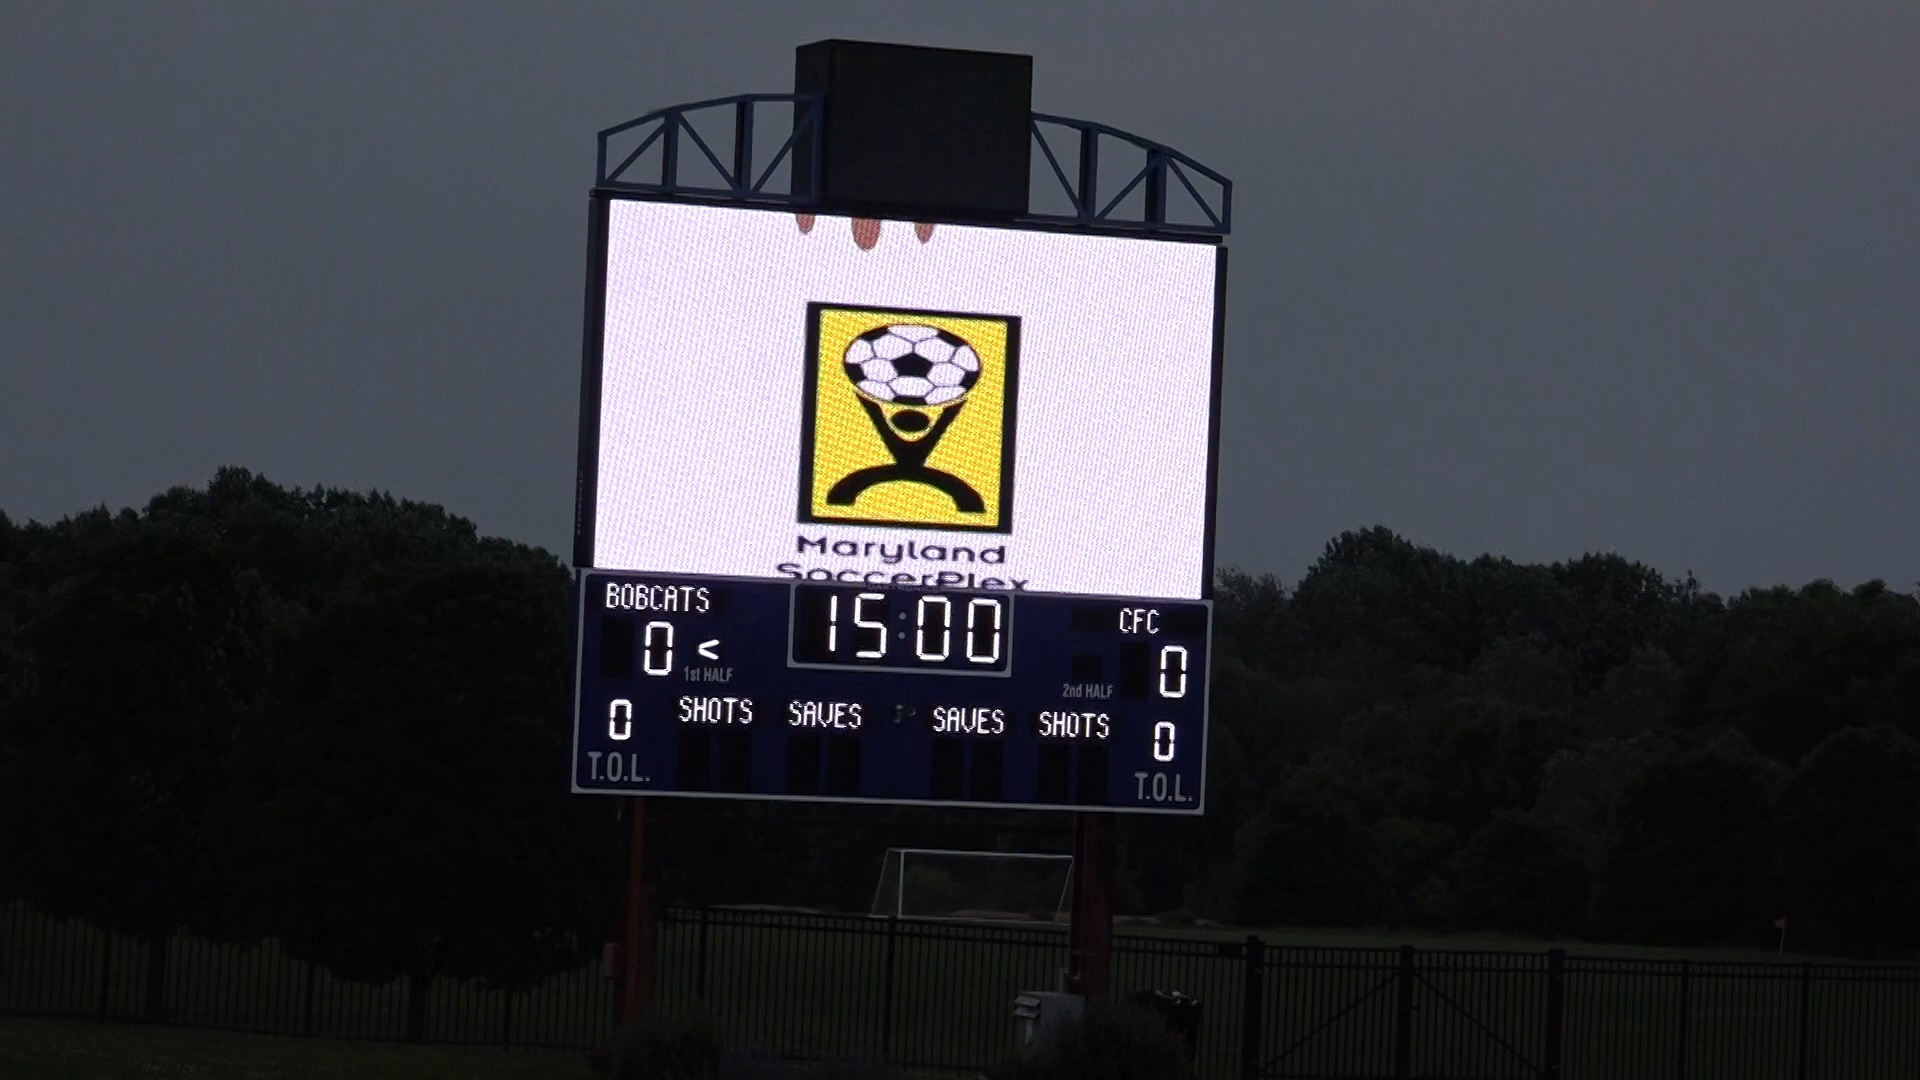 Maryland
SoccerPlex
BOBCATS
15:00
CFC
0 <
0
1st HALF
2nd HALF
0
SHOTS SAVES SAVES SHOTS
0
T.O.L.
T.O.L.